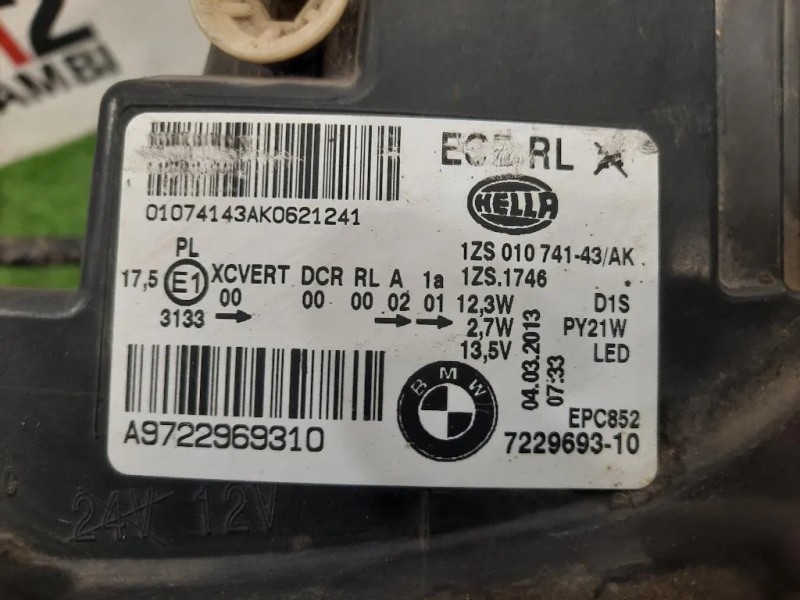 AMBI
01074143AK0621241
RL
HELLA
1ZS 010 741-43/AK
1ZS.1746
PL
17,5 E1 XCVERT DCR RL A 1a
00 00 00 02 01
3133
12,3W D1S
2,7W PY21W
13,5V LED
04.03.2013
07:33
BMW
A9722969310
EPC852
7229693-10
24V 12V